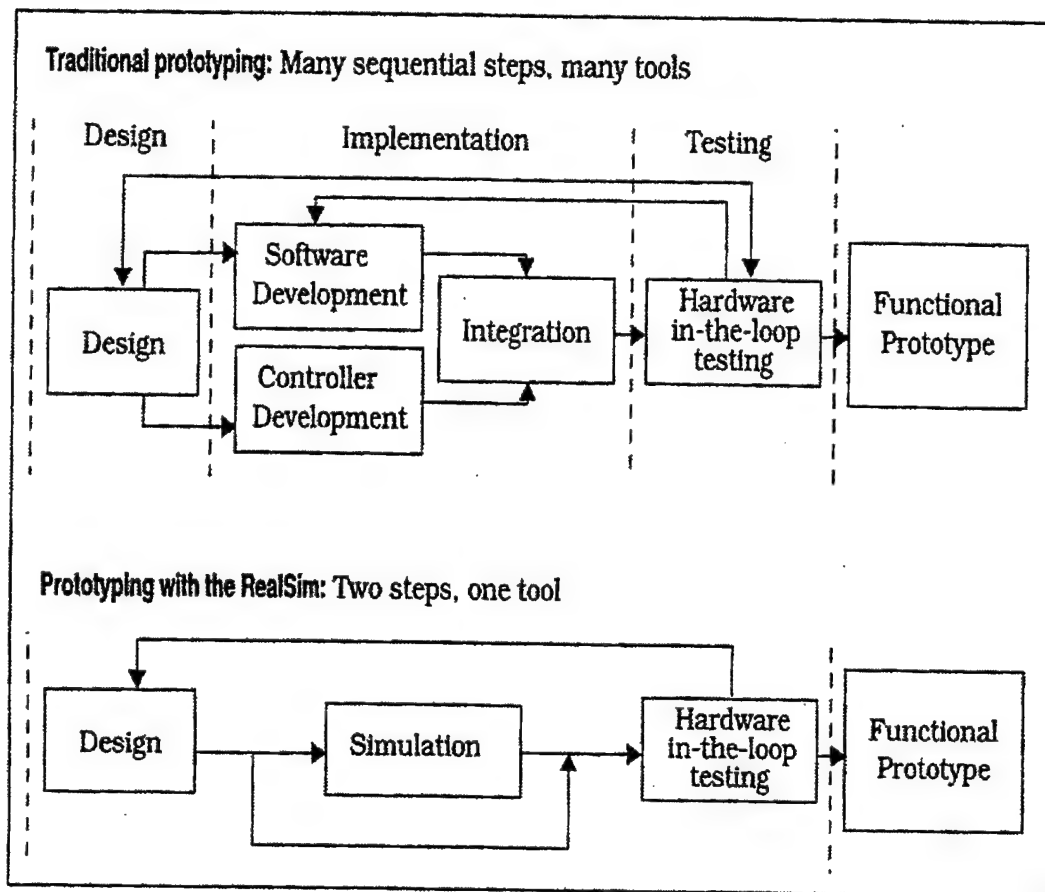 Traditional prototyping: Many sequential steps, many tools
Design
Implementation
Testing
Design
Software
Development
Controller
Development
Integration
Hardware
in-the-loop
testing
Functional
Prototype
Prototyping with the RealSim: Two steps, one tool
Design
Simulation
Hardware
in-the-loop
testing
Functional
Prototype